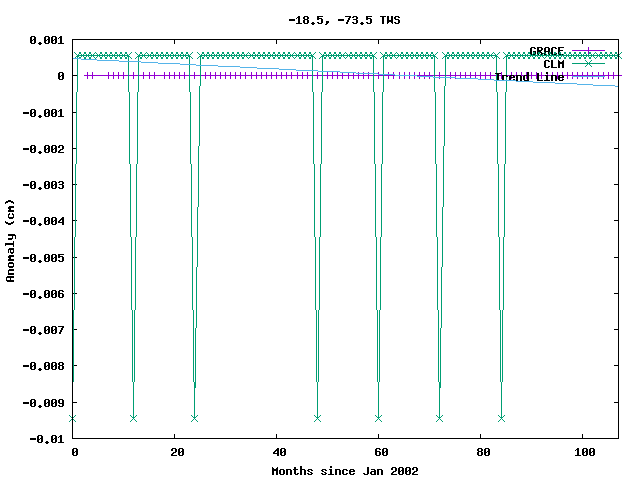 -18.5, -73.5 TWS
0.001
0
-0.001
-0.002
-0.003
-0.004
-0.005
-0.006
-0.007
-0.008
-0.009
-0.01
Anomaly (cm)
GRACE
CLM
Trend Line
0 20 40 60 80 100
Months since Jan 2002